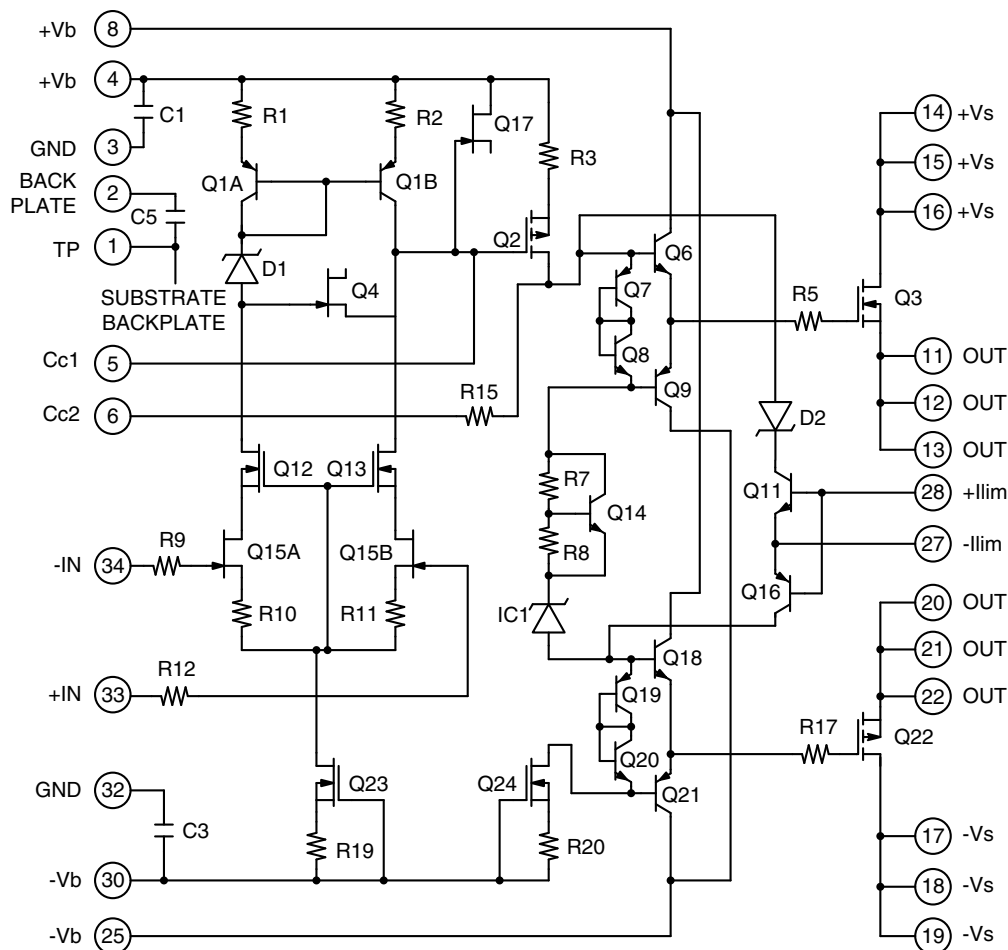 +Vb 8
+Vb 4
C1
R1
R2
Q17
R3
14 +Vs
GND 3
15 +Vs
BACK
PLATE 2
Q1A
Q1B
16 +Vs
C5
TP 1
Q2
Q6
D1
Q7
SUBSTRATE
BACKPLATE
Q4
R5
Q3
Q8
Cc1 5
11 OUT
Q9
Cc2 6
R15
12 OUT
D2
13 OUT
Q12
Q13
R7
Q11
28 +Ilim
Q14
-IN 34
R9
Q15A
Q15B
R8
27 -Ilim
Q16
R10
R11
IC1
20 OUT
Q18
21 OUT
+IN 33
R12
Q19
22 OUT
R17
Q22
Q20
GND 32
Q23
Q24
Q21
C3
R19
R20
17 -Vs
-Vb 30
18 -Vs
-Vb 25
19 -Vs